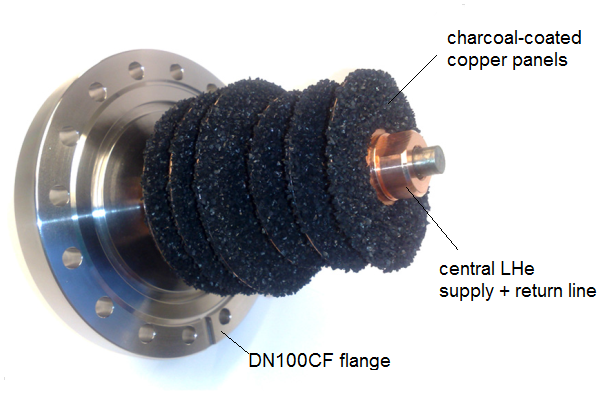 charcoal-coated
copper panels
central LHe
supply + return line
DN100CF flange